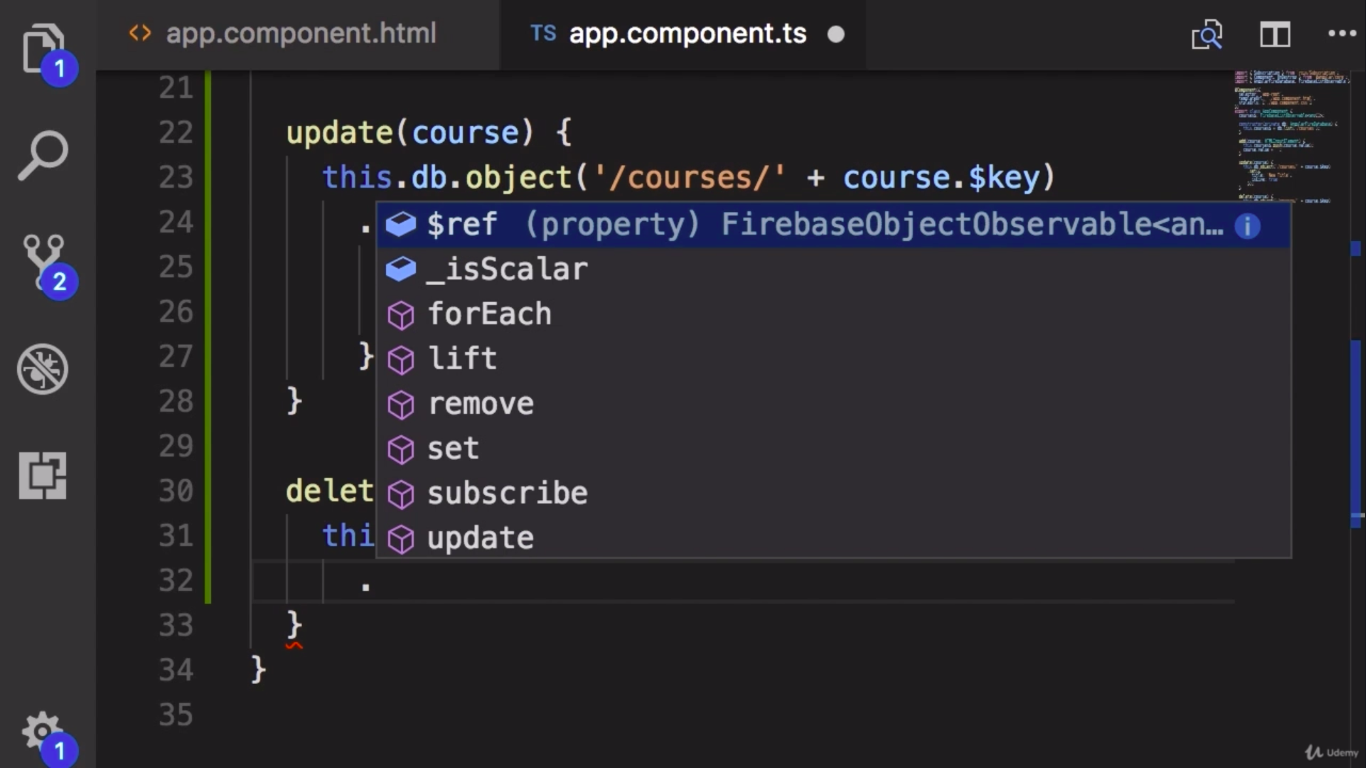 app.component.html
TS app.component.ts
1
21
22 update(course) {
23 this.db.object('/courses/' + course.$key)
24 .
$ref (property) FirebaseObjectObservable<an…
25
_isScalar
26
forEach
2
27 }
lift
28 }
remove
29
set
30 delet
subscribe
31 thi
update
32 .
33 }
34 }
35
1
Udemy